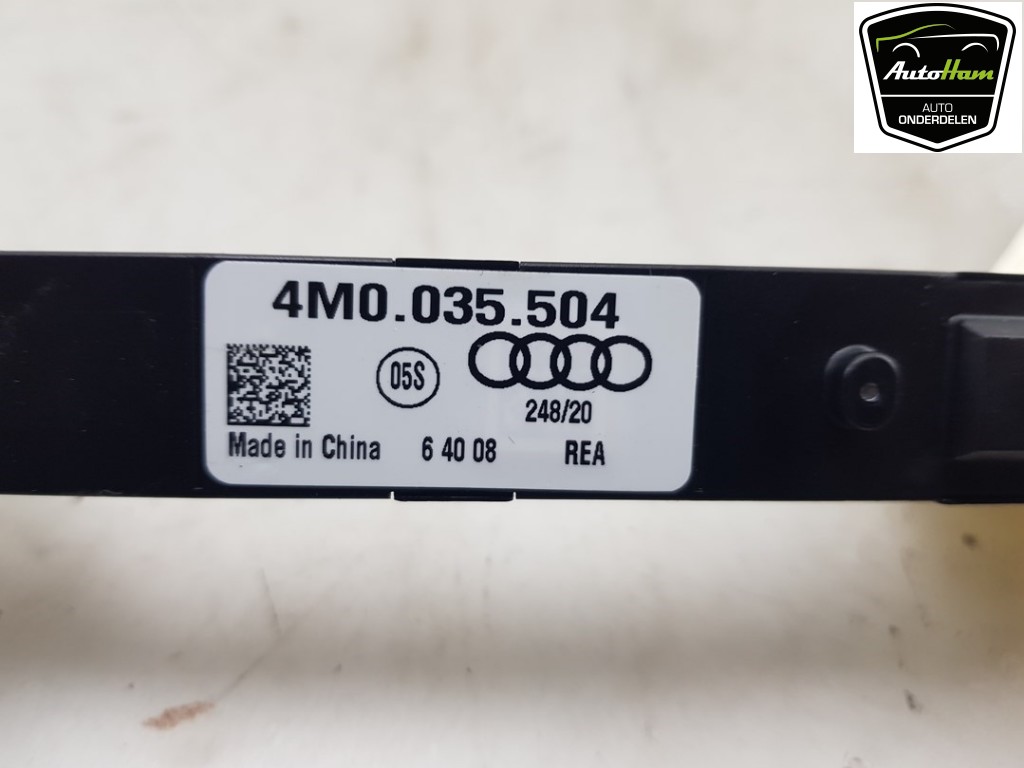 AutoHam
AUTO
ONDERDELEN
4M0.035.504
05S
248/20
Made in China 6 40 08 REA